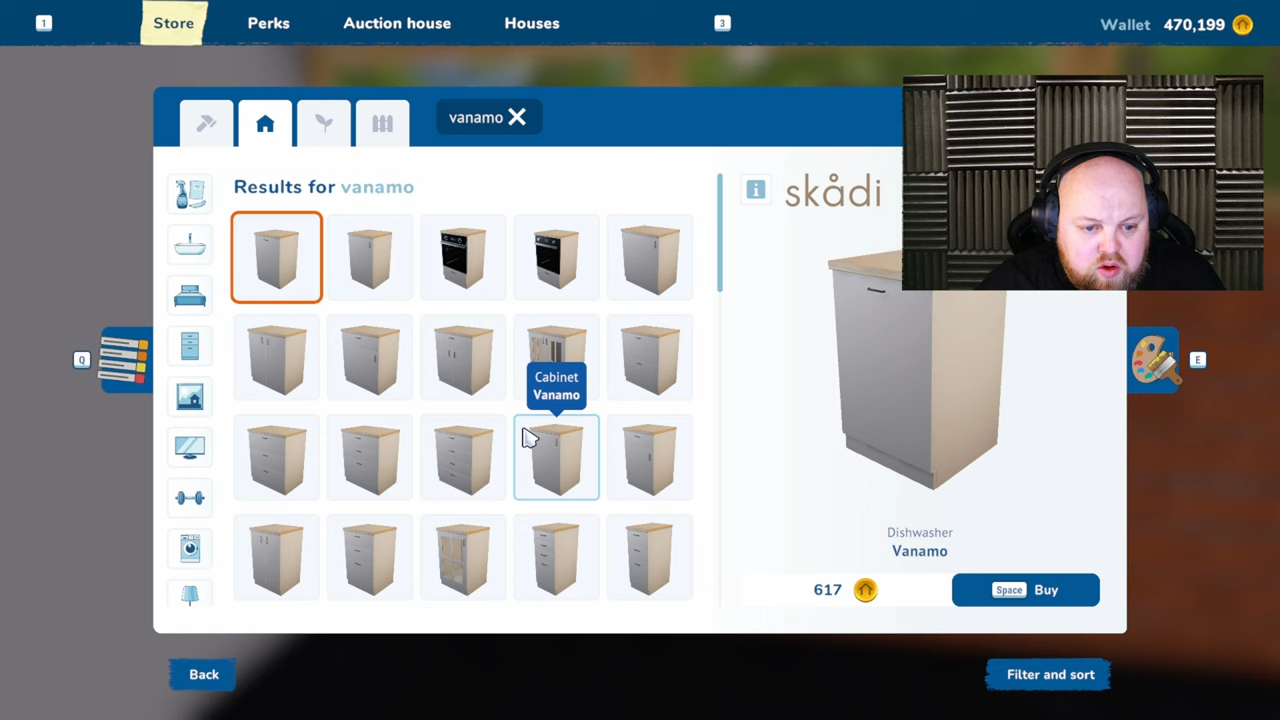 1
Store
Perks
Auction house
Houses
3
Wallet 470,199
vanamo
Results for vanamo
skådi
Q
E
Cabinet
Vanamo
Dishwasher
Vanamo
617
Space Buy
Back
Filter and sort